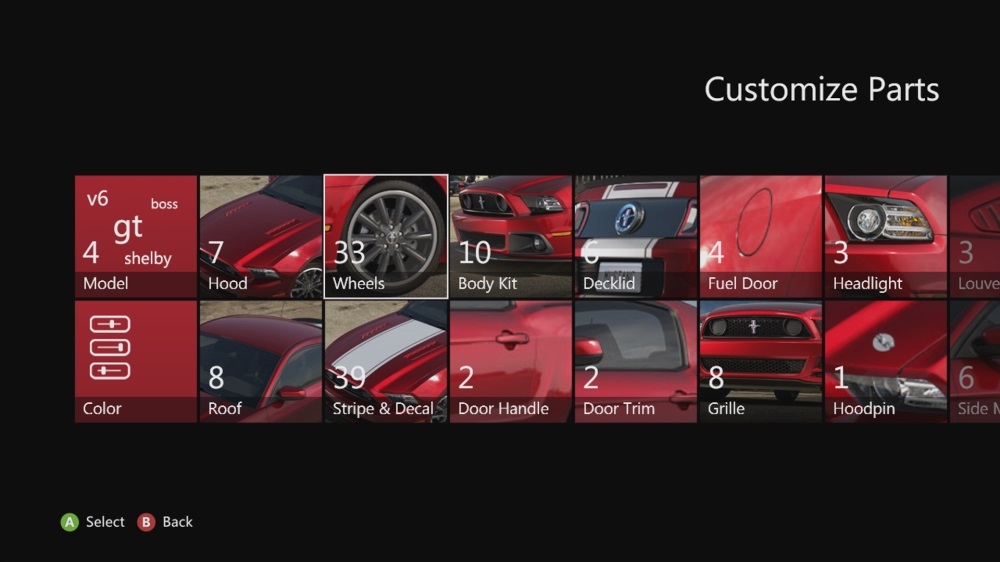 Customize Parts
v6
boss
gt
4
shelby
Model
7
Hood
33
Wheels
10
Body Kit
6
Decklid
4
Fuel Door
3
Headlight
3
Louve
Color
8
Roof
39
Stripe & Decal
2
Door Handle
2
Door Trim
8
Grille
1
Hoodpin
6
Side M
A Select B Back